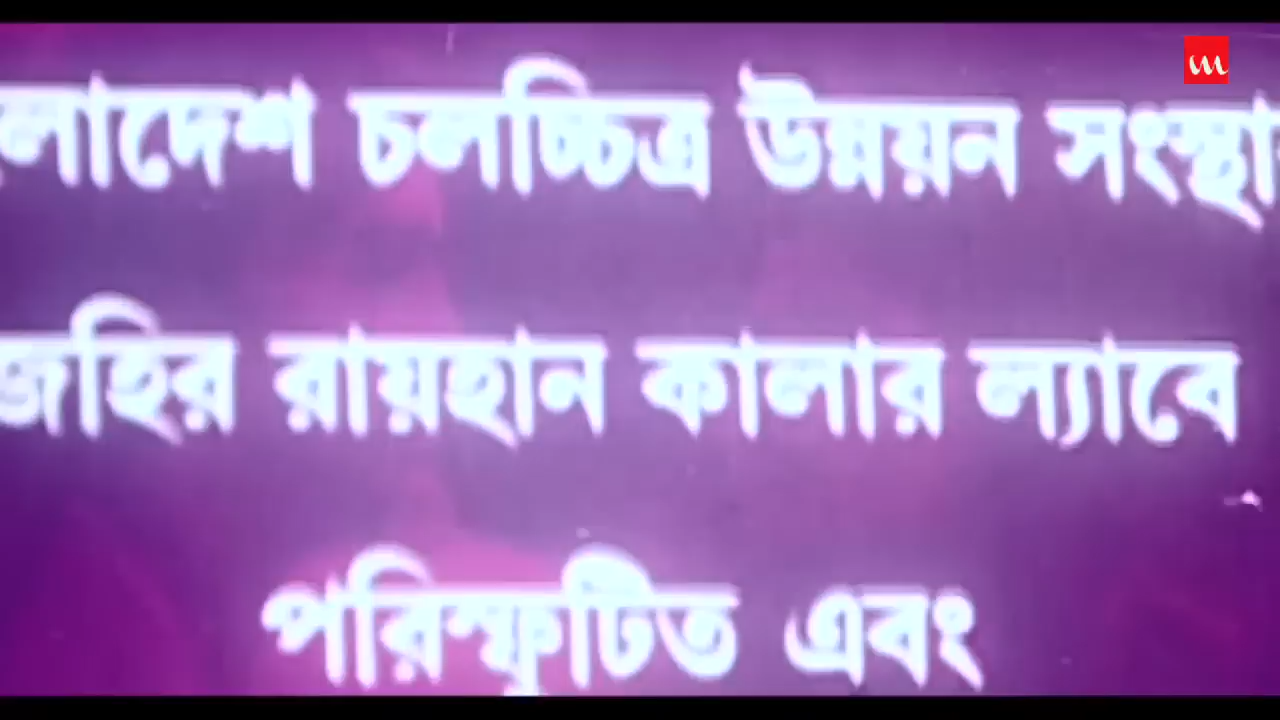 লাদেশ চলচ্চিত্র উন্নয়ন সংস্থা
জহির রায়হান কালার ল্যাবে
পরিস্ফুটিত এবং